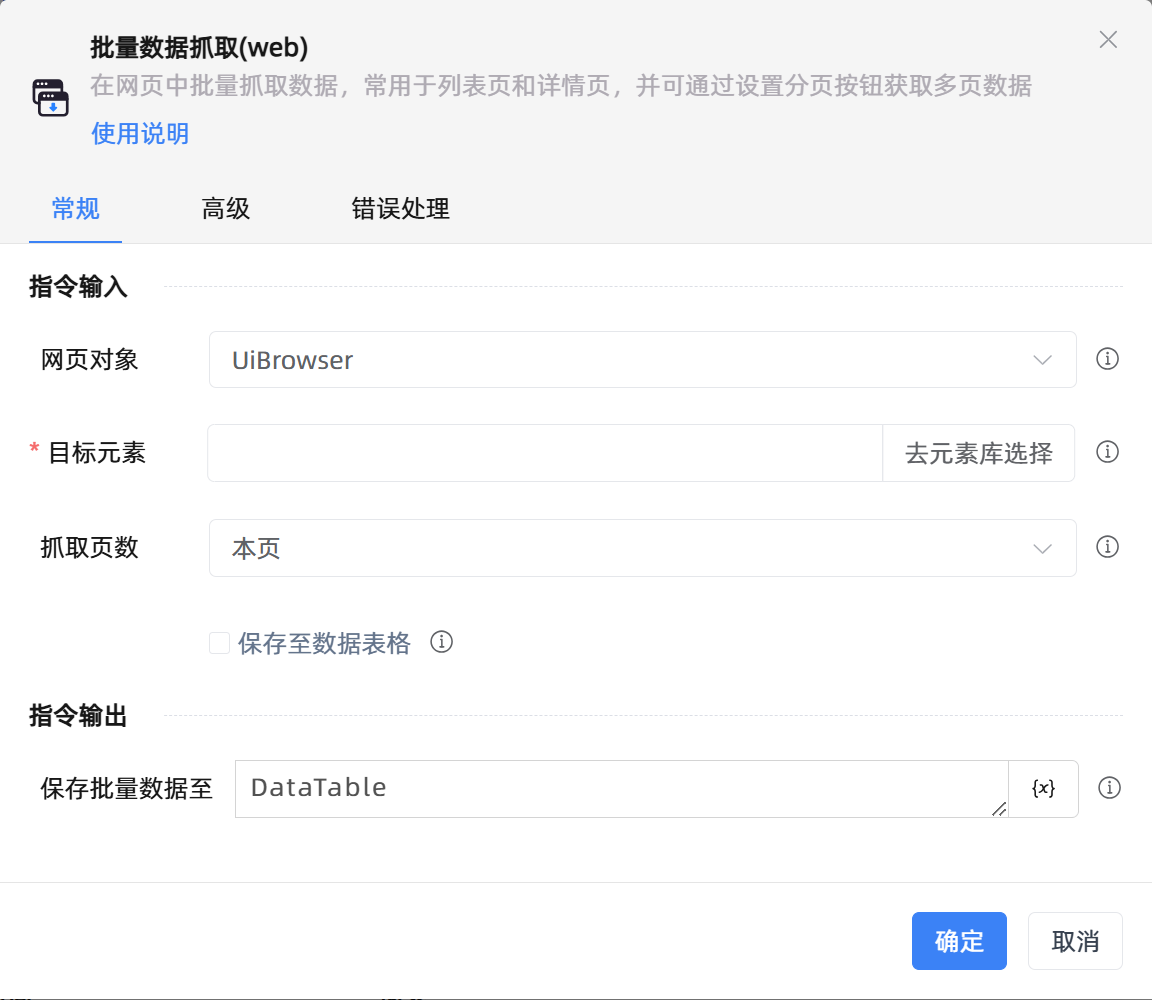 批量数据抓取(web)
在网页中批量抓取数据，常用于列表页和详情页，并可通过设置分页按钮获取多页数据
使用说明
常规 高级 错误处理
指令输入
网页对象 UiBrowser
* 目标元素 去元素库选择
抓取页数 本页
保存至数据表格
指令输出
保存批量数据至 DataTable {x}
确定 取消